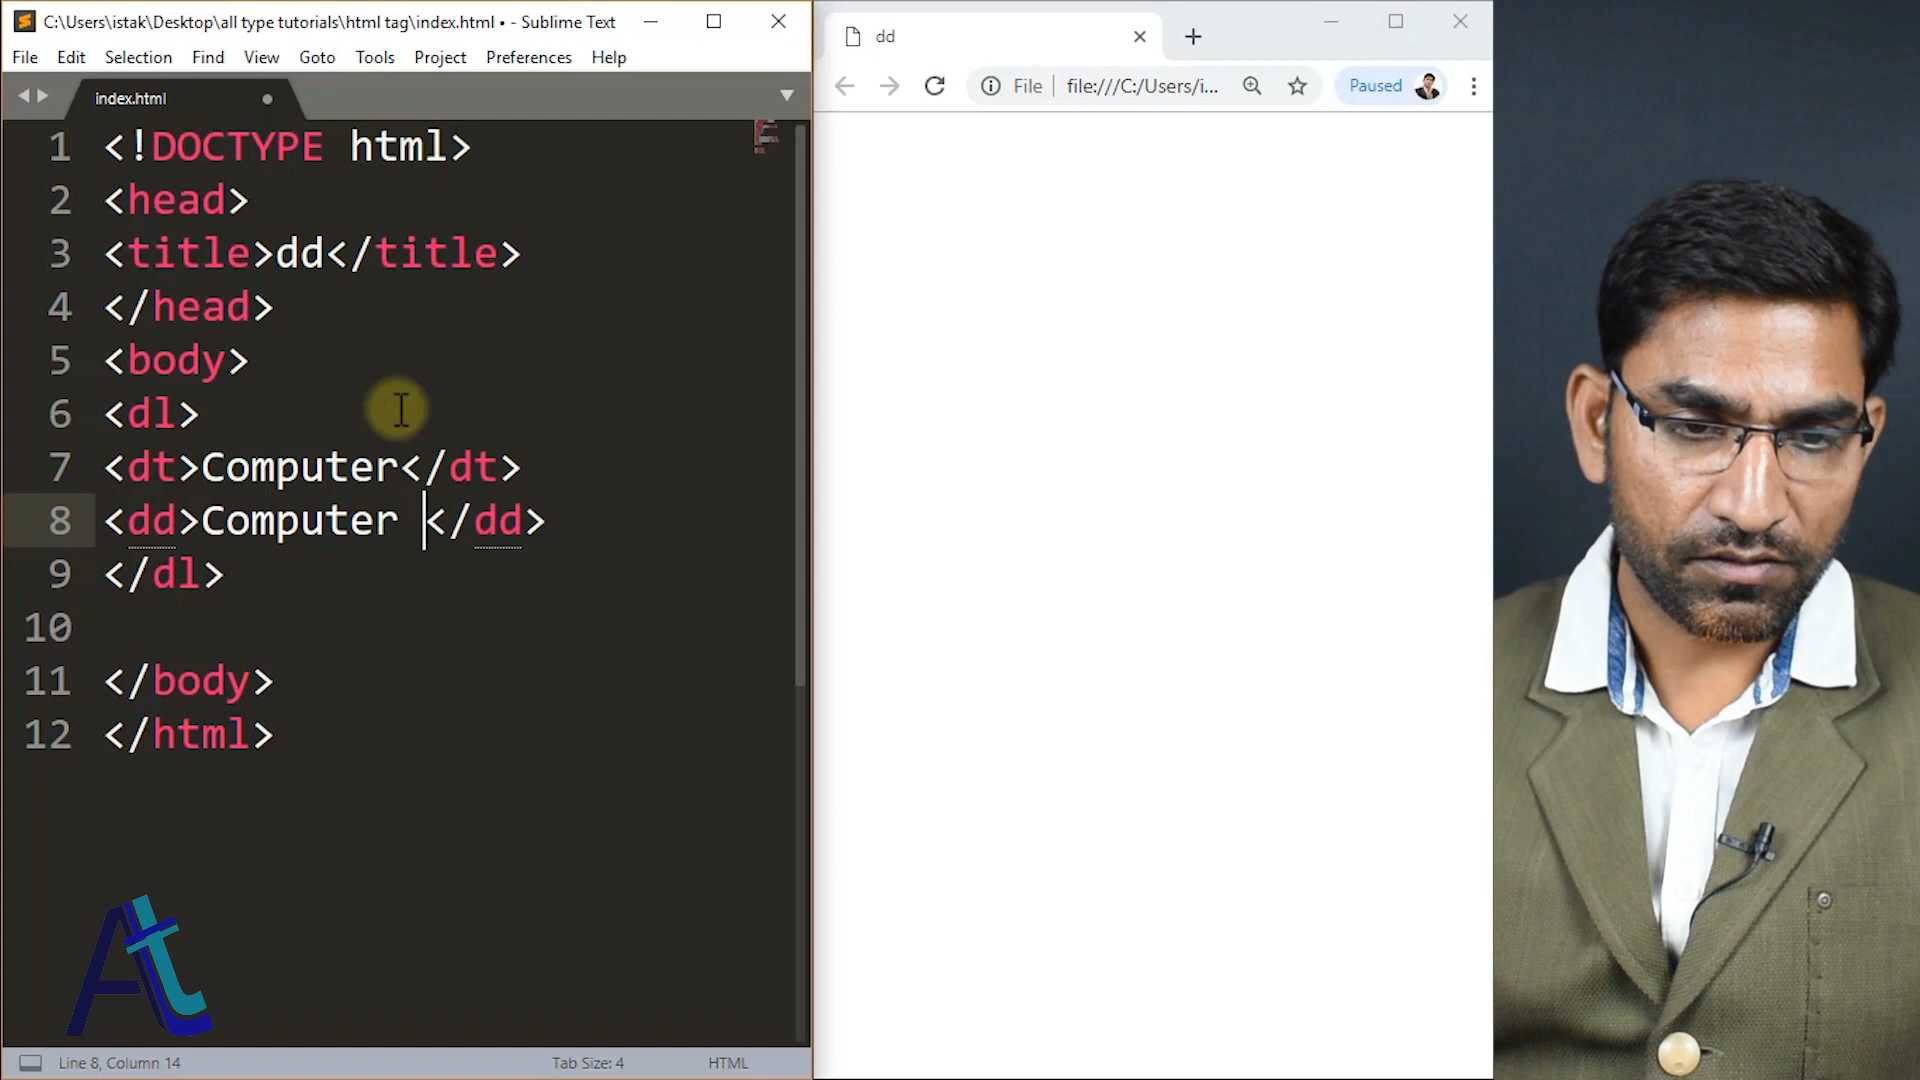 C:\Users\istak\Desktop\all type tutorials\html tag\index.html • - Sublime Text
File Edit Selection Find View Goto Tools Project Preferences Help
index.html
1 <!DOCTYPE html>
2 <head>
3 <title>dd</title>
4 </head>
5 <body>
6 <dl>
7 <dt>Computer</dt>
8 <dd>Computer </dd>
9 </dl>
10
11 </body>
12 </html>
At
Line 8, Column 14 Tab Size: 4 HTML
dd
File file:///C:/Users/i... Paused